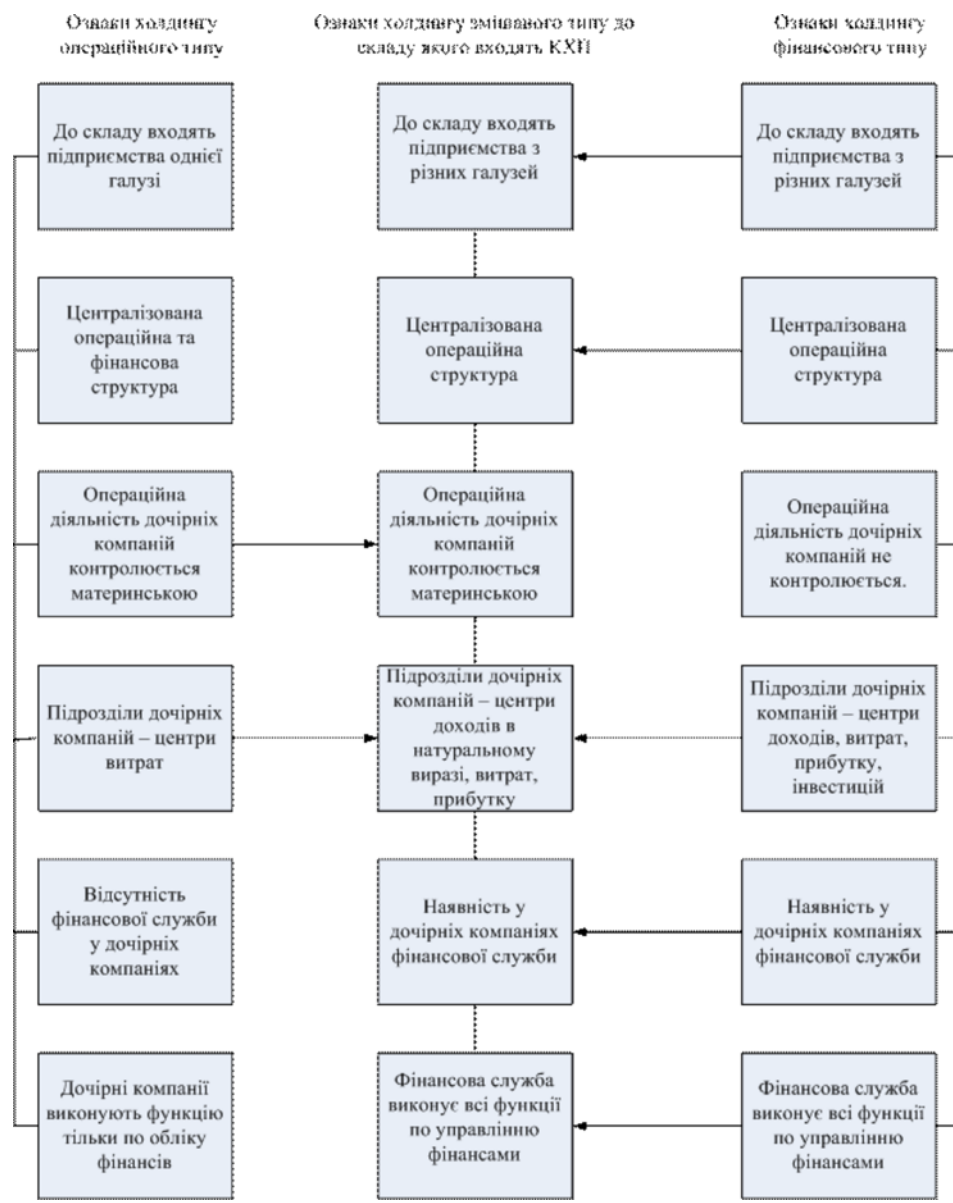 Ознаки холдингу
операційного типу
Ознаки холдингу змішаного типу до
складу якого входять КХП
Ознаки холдингу
фінансового типу
До складу входять
підприємства однієї
галузі
До складу входять
підприємства з
різних галузей
До складу входять
підприємства з
різних галузей
Централізована
операційна та
фінансова
структура
Централізована
операційна
структура
Централізована
операційна
структура
Операційна
діяльність дочірніх
компаній
контролюється
материнською
Операційна
діяльність дочірніх
компаній
контролюється
материнською
Операційна
діяльність дочірніх
компаній не
контролюється.
Підрозділи дочірніх
компаній – центри
витрат
Підрозділи дочірніх
компаній – центри
доходів в
натуральному
виразі, витрат,
прибутку
Підрозділи дочірніх
компаній – центри
доходів, витрат,
прибутку,
інвестицій
Відсутність
фінансової служби
у дочірніх
компаніях
Наявність у
дочірніх компаніях
фінансової служби
Наявність у
дочірніх компаніях
фінансової служби
Дочірні компанії
виконують функцію
тільки по обліку
фінансів
Фінансова служба
виконує всі функції
по управлінню
фінансами
Фінансова служба
виконує всі функції
по управлінню
фінансами